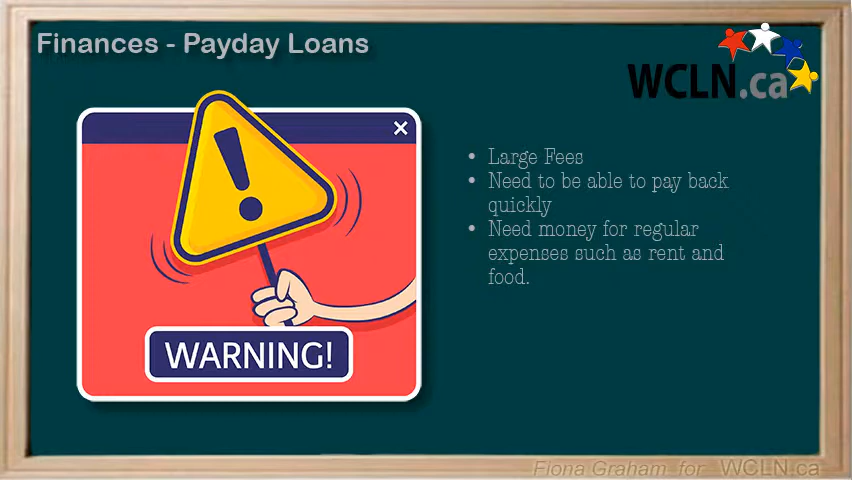 Finances - Payday Loans
WCLN.ca
WARNING!
• Large Fees
• Need to be able to pay back
quickly
• Need money for regular
expenses such as rent and
food.
Fiona Graham for WCLN.ca